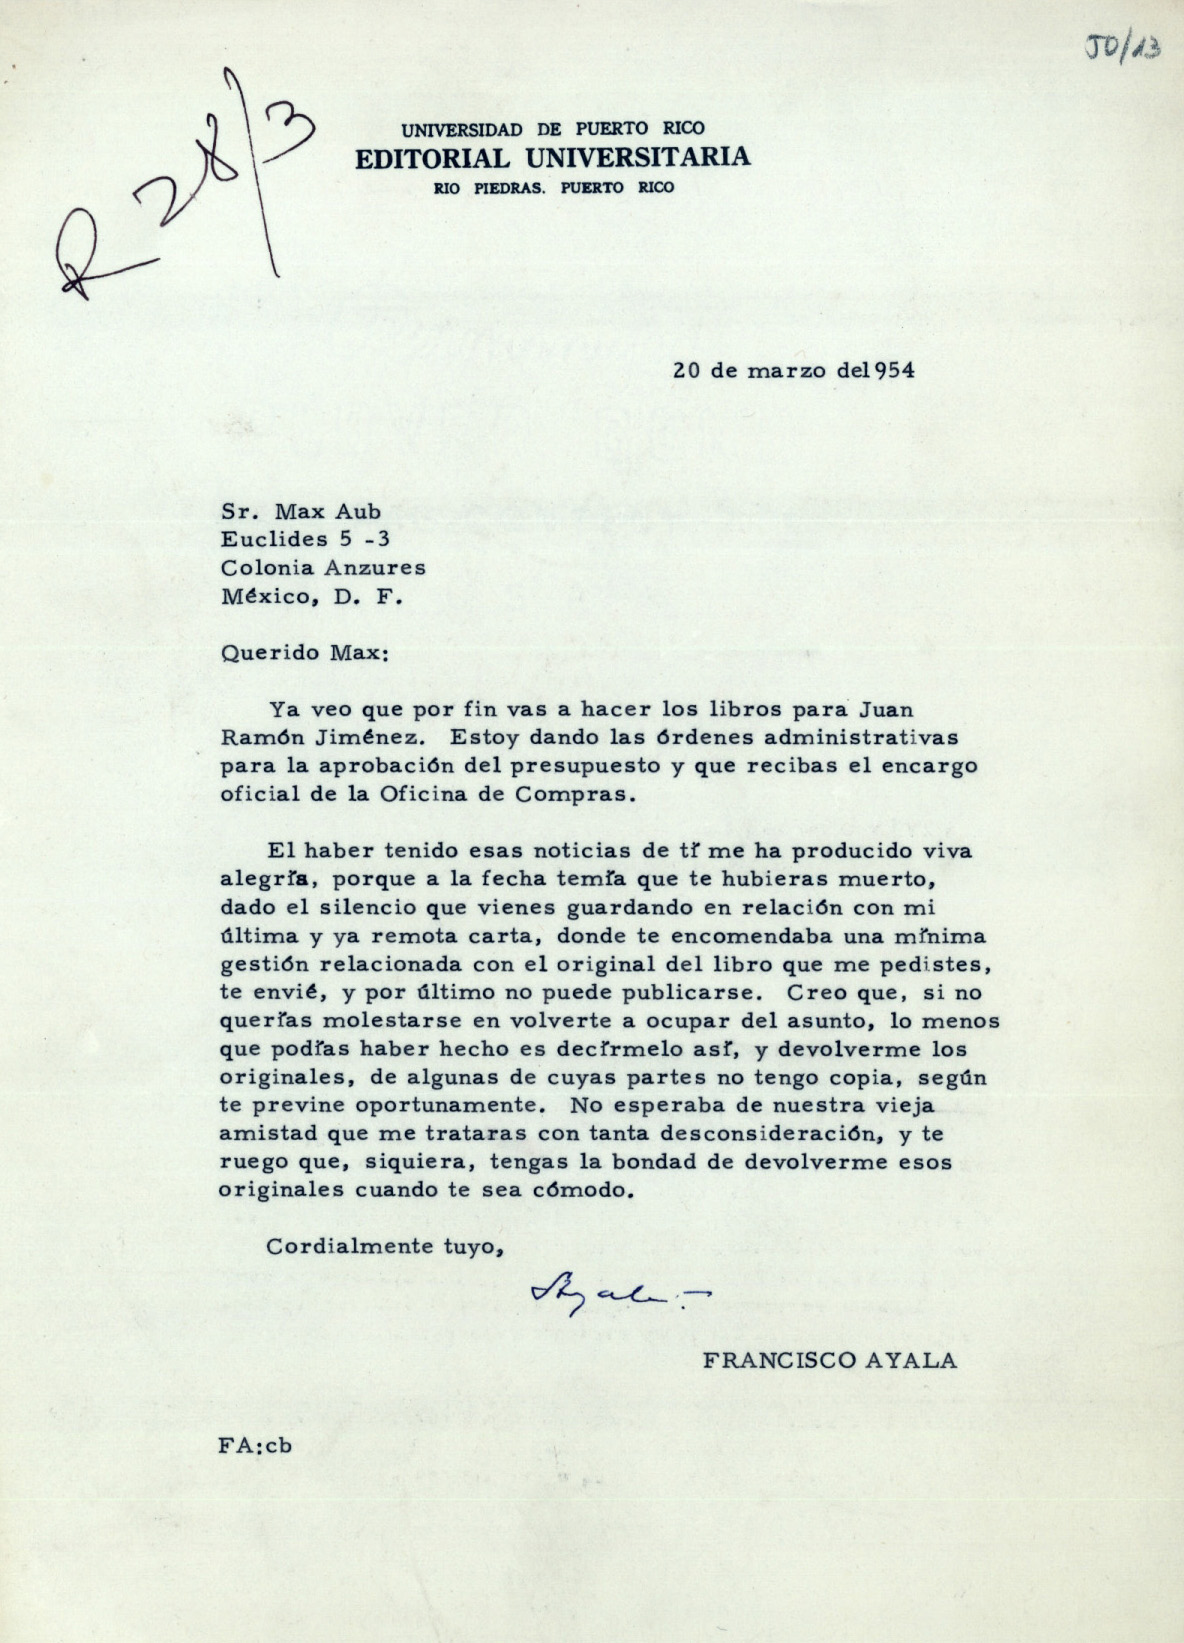 JO/13
R 28/3
UNIVERSIDAD DE PUERTO RICO
EDITORIAL UNIVERSITARIA
RIO PIEDRAS. PUERTO RICO
20 de marzo de1954
Sr. Max Aub
Euclides 5 -3
Colonia Anzures
México, D. F.
Querido Max:
Ya veo que por fin vas a hacer los libros para Juan
Ramón Jiménez. Estoy dando las órdenes administrativas
para la aprobación del presupuesto y que recibas el encargo
oficial de la Oficina de Compras.
El haber tenido esas noticias de tí me ha producido viva
alegría, porque a la fecha temía que te hubieras muerto,
dado el silencio que vienes guardando en relación con mi
última y ya remota carta, donde te encomendaba una mínima
gestión relacionada con el original del libro que me pedistes,
te envié, y por último no puede publicarse. Creo que, si no
querías molestarse en volverte a ocupar del asunto, lo menos
que podías haber hecho es decírmelo así, y devolverme los
originales, de algunas de cuyas partes no tengo copia, según
te previne oportunamente. No esperaba de nuestra vieja
amistad que me trataras con tanta desconsideración, y te
ruego que, siquiera, tengas la bondad de devolverme esos
originales cuando te sea cómodo.
Cordialmente tuyo,
Ayala.-
FRANCISCO AYALA
FA:cb